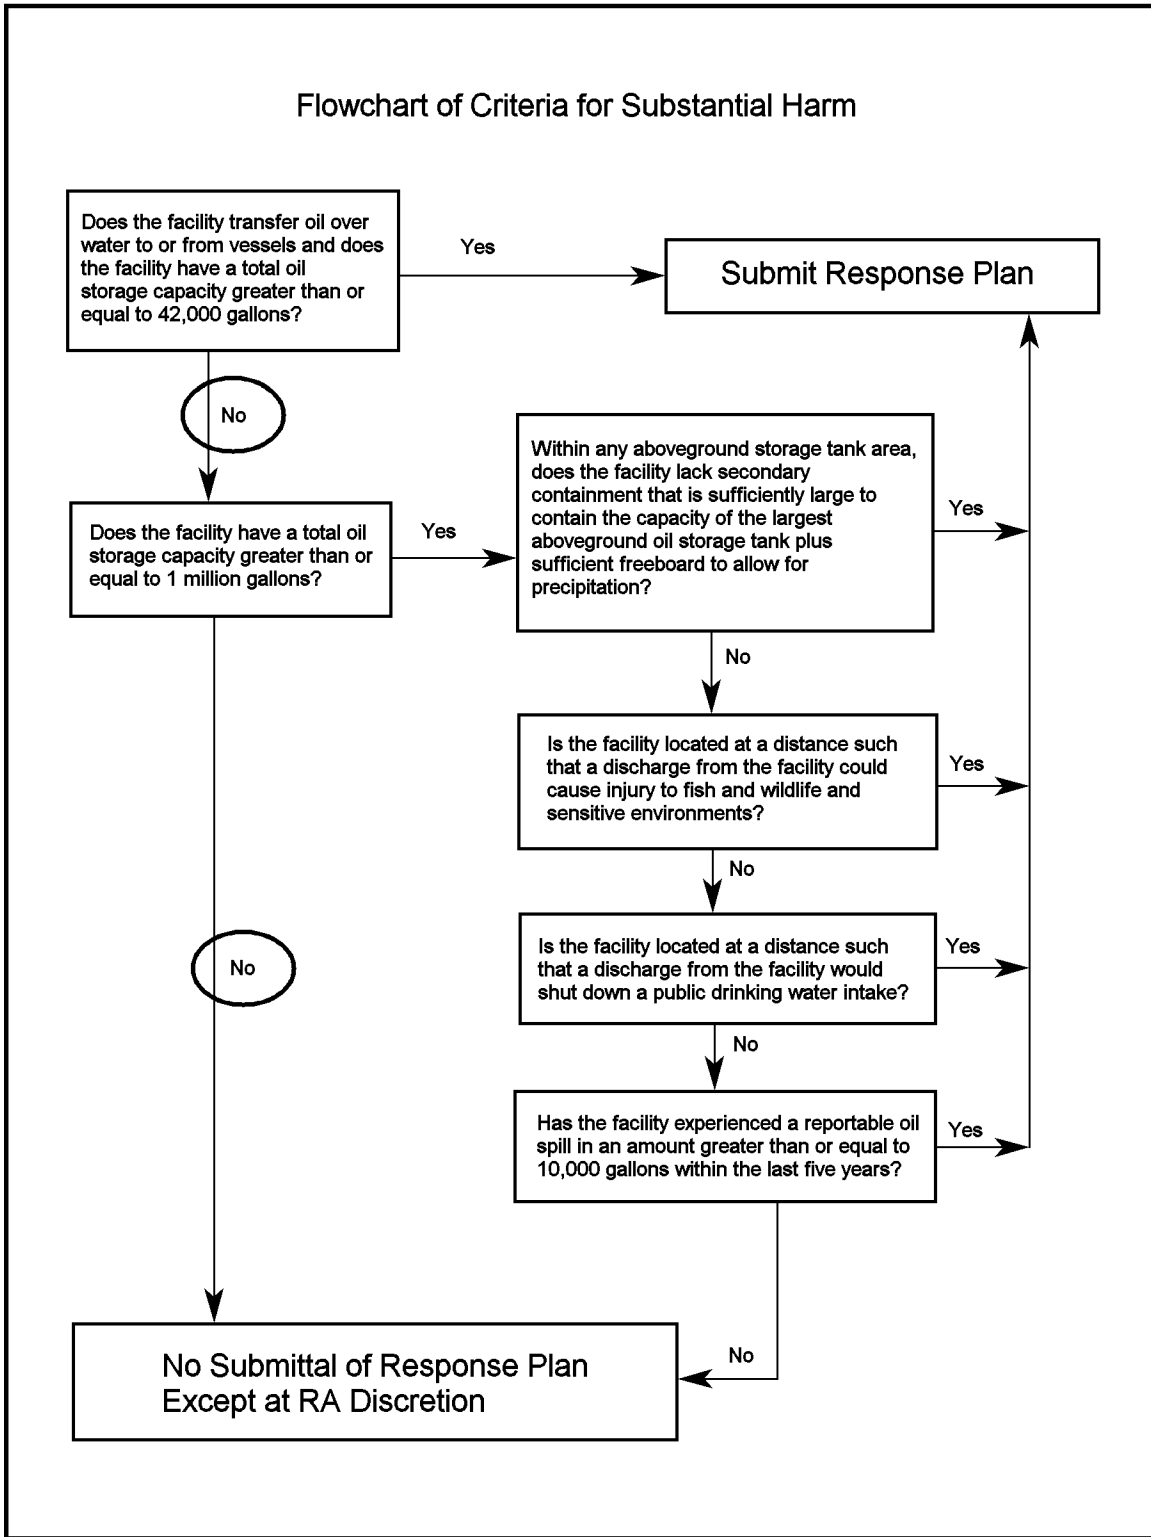 Flowchart of Criteria for Substantial Harm
Does the facility transfer oil over
water to or from vessels and does
the facility have a total oil
storage capacity greater than or
equal to 42,000 gallons?
Yes
Submit Response Plan
No
Does the facility have a total oil
storage capacity greater than or
equal to 1 million gallons?
Yes
Within any aboveground storage tank area,
does the facility lack secondary
containment that is sufficiently large to
contain the capacity of the largest
aboveground oil storage tank plus
sufficient freeboard to allow for
precipitation?
Yes
No
Is the facility located at a distance such
that a discharge from the facility could
cause injury to fish and wildlife and
sensitive environments?
Yes
No
Is the facility located at a distance such
that a discharge from the facility would
shut down a public drinking water intake?
Yes
No
No
Has the facility experienced a reportable oil
spill in an amount greater than or equal to
10,000 gallons within the last five years?
Yes
No
No Submittal of Response Plan
Except at RA Discretion